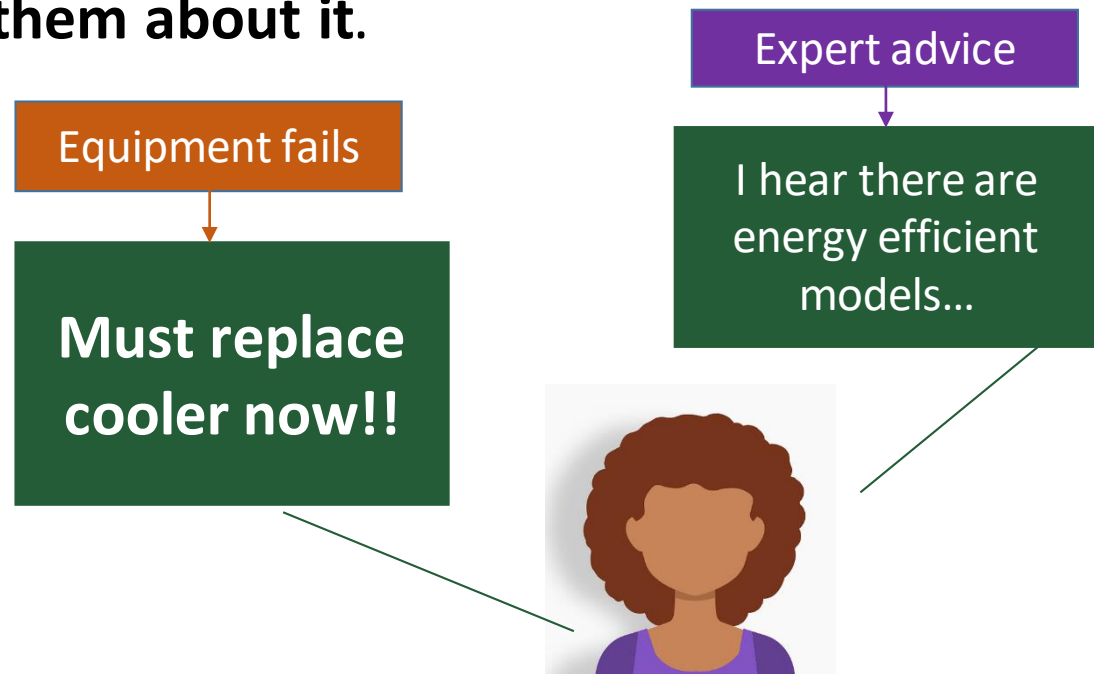 them about it.
Expert advice
Equipment fails
I hear there are
energy efficient
models...
Must replace
cooler now!!